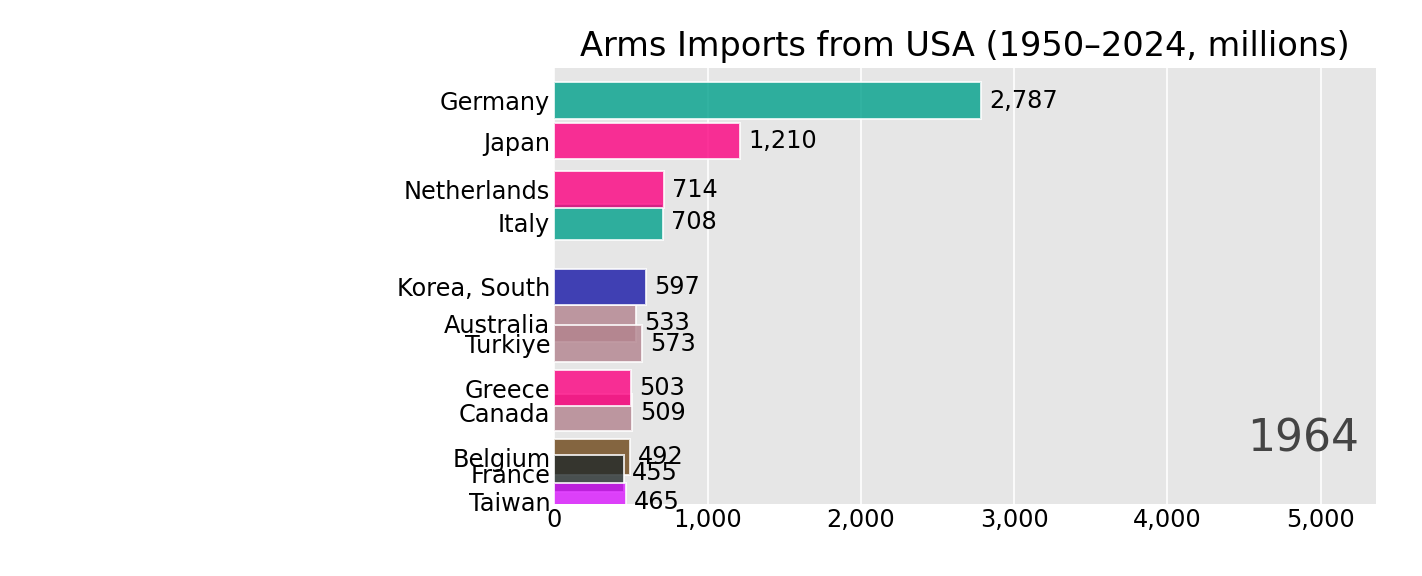 Arms Imports from USA (1950–2024, millions)
Germany 2,787
Japan 1,210
Netherlands 714
Italy 708
Korea, South 597
Australia 533
Turkiye 573
Greece 503
Canada 509
1964
Belgium 492
France 455
Taiwan 465
0 1,000 2,000 3,000 4,000 5,000